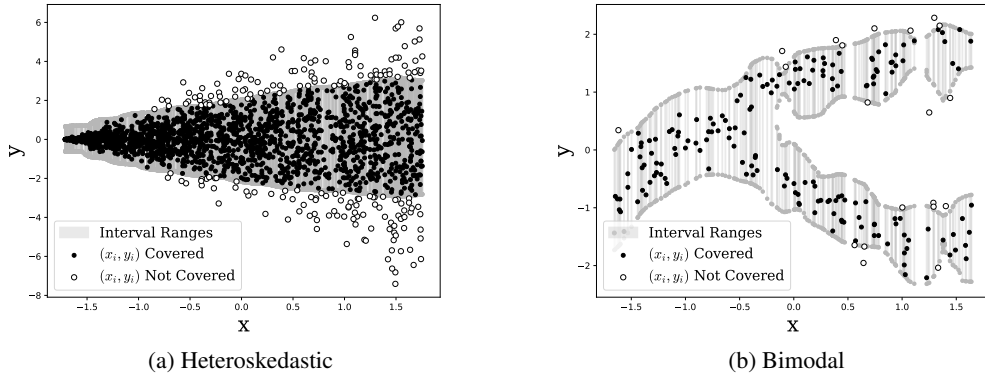 6
4
2
0
−2
−4
−6
−8
y
Interval Ranges
(x_i, y_i) Covered
(x_i, y_i) Not Covered
−1.5 −1.0 −0.5 0.0 0.5 1.0 1.5
x
(a) Heteroskedastic
2
1
0
−1
−2
y
Interval Ranges
(x_i, y_i) Covered
(x_i, y_i) Not Covered
−1.5 −1.0 −0.5 0.0 0.5 1.0 1.5
x
(b) Bimodal